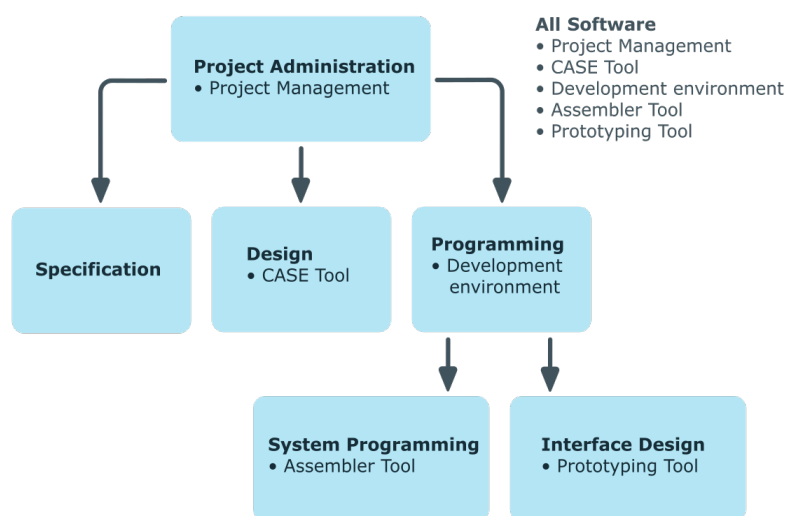 Project Administration
• Project Management
All Software
• Project Management
• CASE Tool
• Development environment
• Assembler Tool
• Prototyping Tool
Specification
Design
• CASE Tool
Programming
• Development
environment
System Programming
• Assembler Tool
Interface Design
• Prototyping Tool